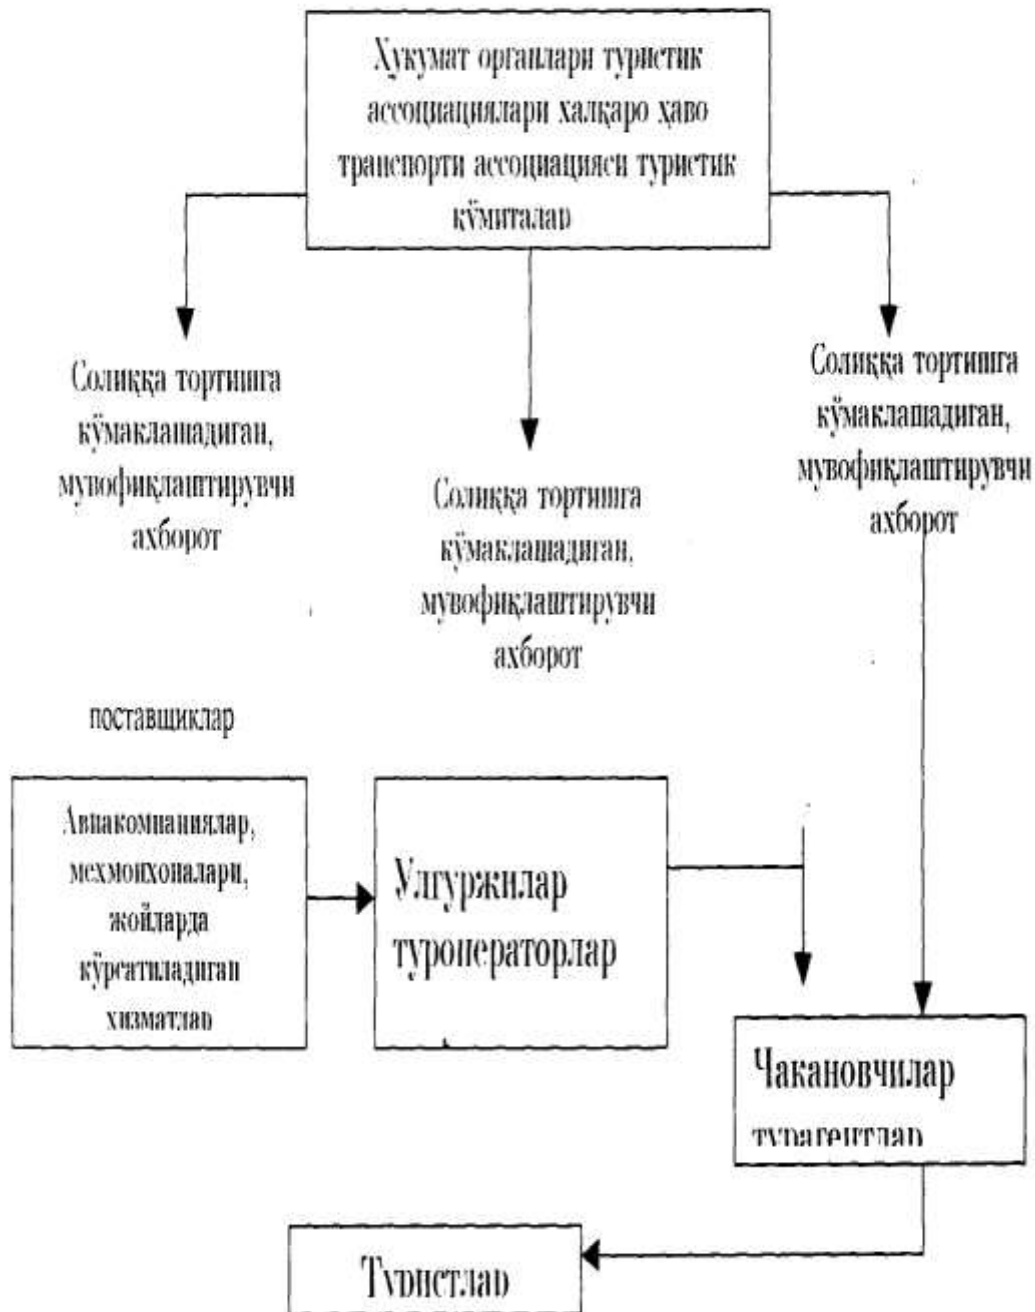 Хукумат органлари туристик
ассоциациялари халқаро ҳаво
транспорти ассоциацияси туристик
қўмиталар
Солиққа тортишга
кўмаклашадиган,
мувофиқлаштирувчи
ахборот
Солиққа тортишга
кўмаклашадиган,
мувофиқлаштирувчи
ахборот
Солиққа тортишга
кўмаклашадиган,
мувофиқлаштирувчи
ахборот
поставщиклар
Авиакомпаниялар,
мехмонхоналари,
жойларда
кўрсатиладиган
хизматлар
Улгуржилар
туроператорлар
Чакановчилар
турагентлар
Туристлар